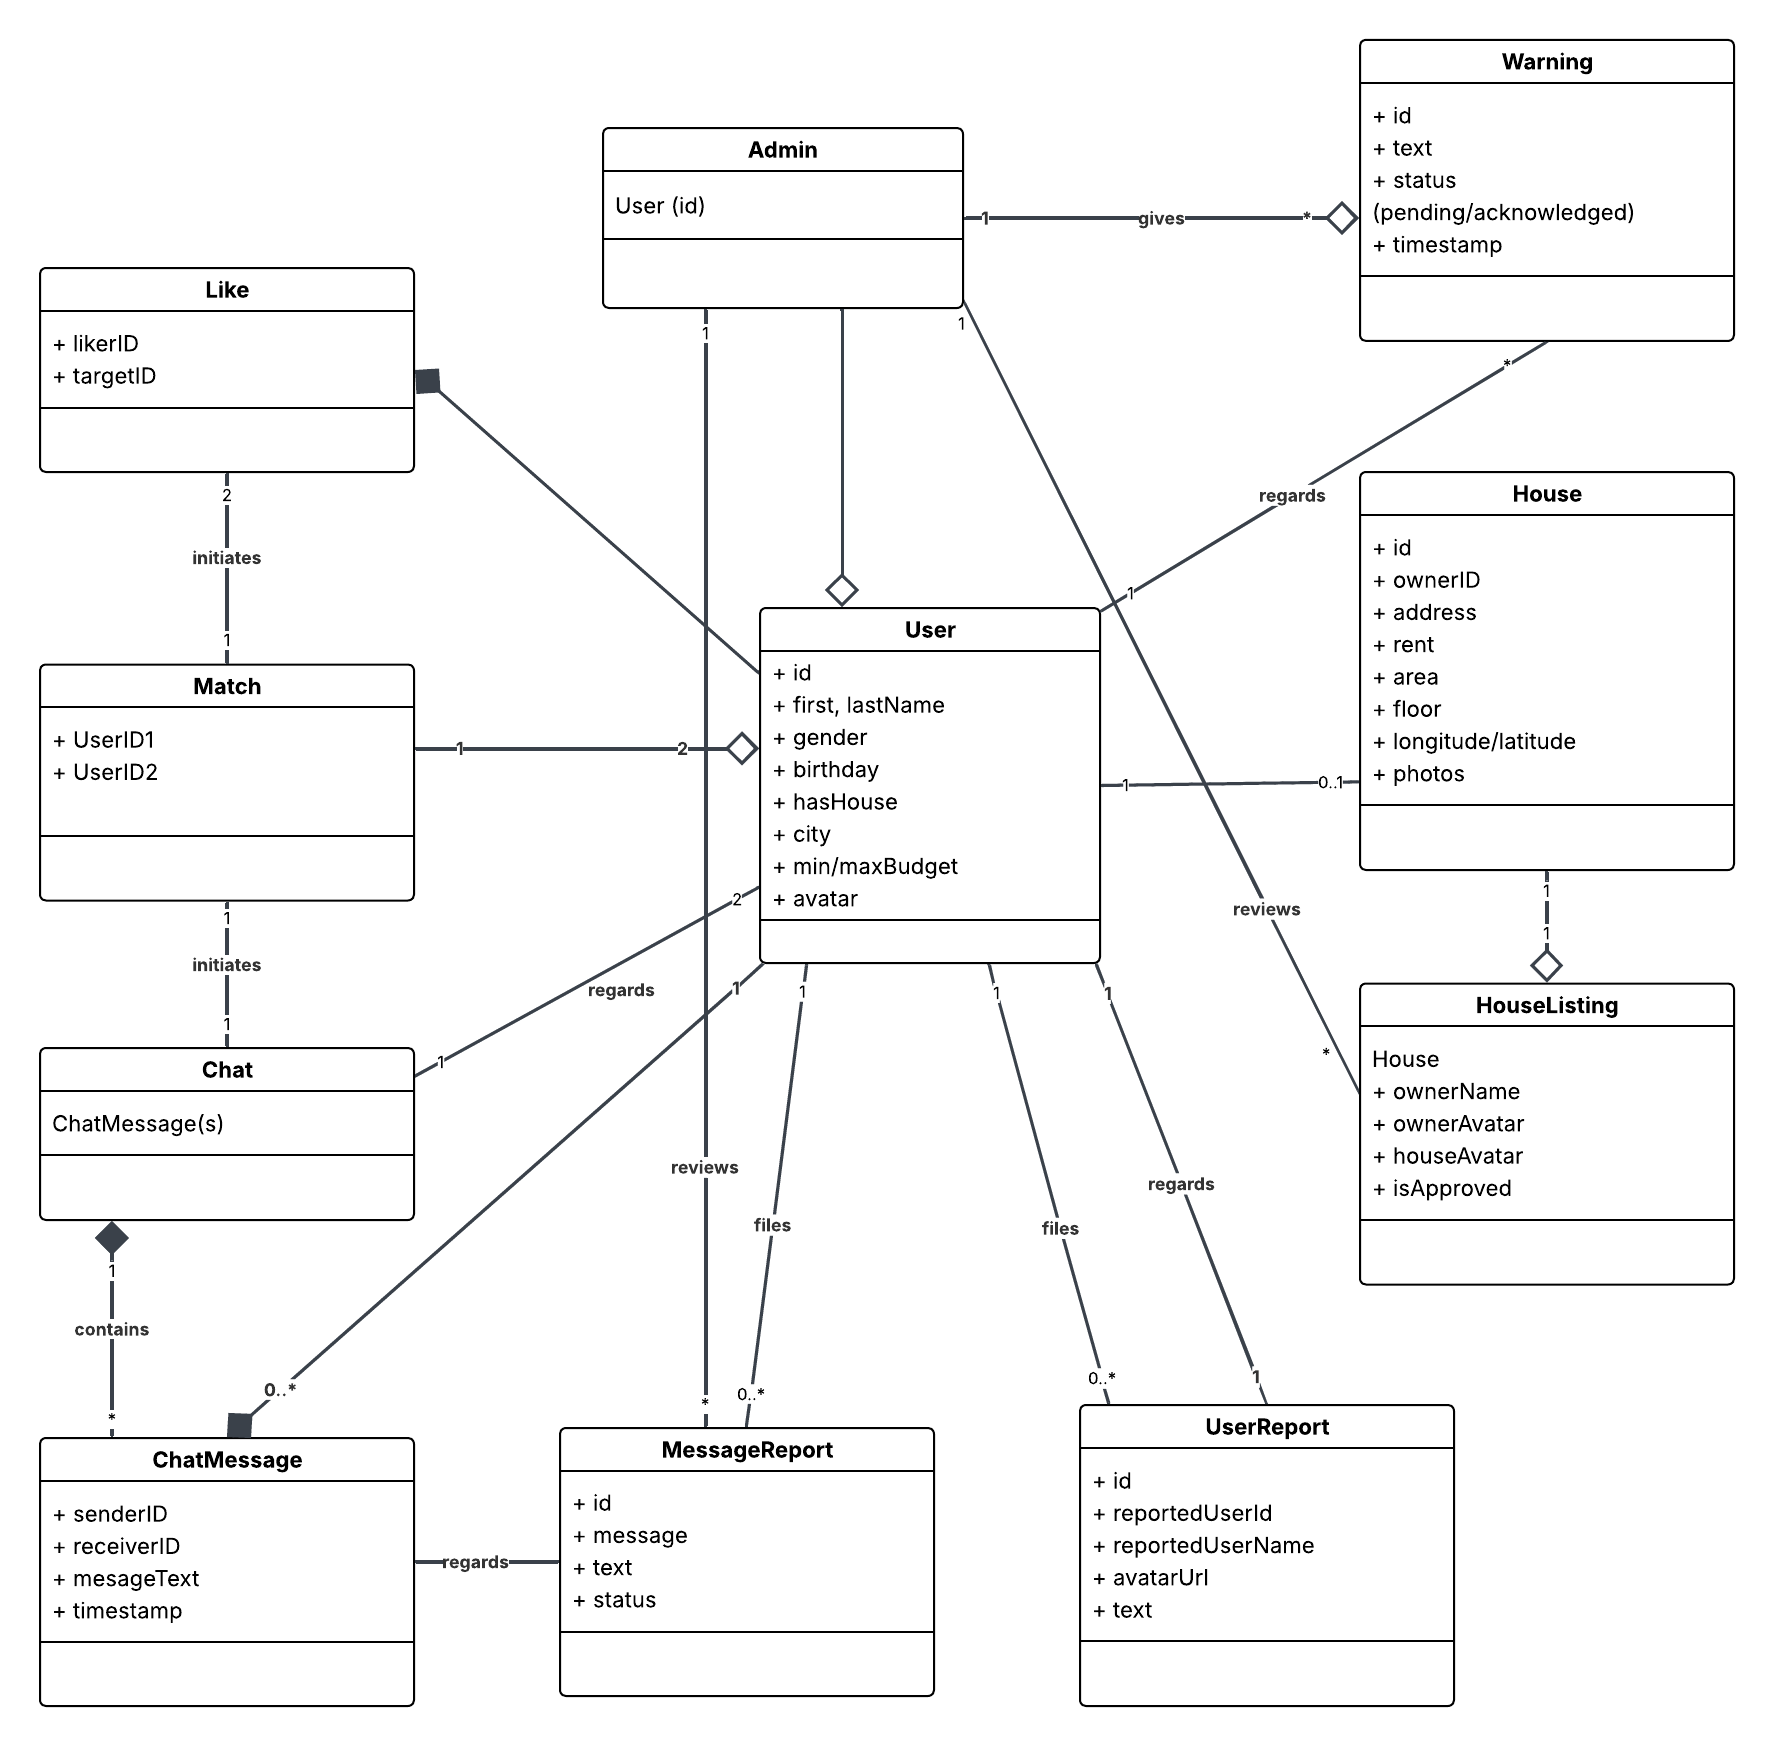 Warning
+ id
+ text
+ status
(pending/acknowledged)
+ timestamp
Admin
User (id)
1
gives
*
Like
+ likerID
+ targetID
1
1
*
regards
1
2
initiates
1
House
+ id
+ ownerID
+ address
+ rent
+ area
+ floor
+ longitude/latitude
+ photos
User
+ id
+ first, lastName
+ gender
+ birthday
+ hasHouse
+ city
+ min/maxBudget
+ avatar
Match
+ UserID1
+ UserID2
1
2
1
0..1
1
initiates
1
2
regards
1
reviews
*
1
1
HouseListing
House
+ ownerName
+ ownerAvatar
+ houseAvatar
+ isApproved
Chat
ChatMessage(s)
1
1
1
1
reviews
files
files
regards
1
contains
*
0..*
*
0..*
0..*
1
ChatMessage
+ senderID
+ receiverID
+ mesageText
+ timestamp
regards
MessageReport
+ id
+ message
+ text
+ status
UserReport
+ id
+ reportedUserId
+ reportedUserName
+ avatarUrl
+ text